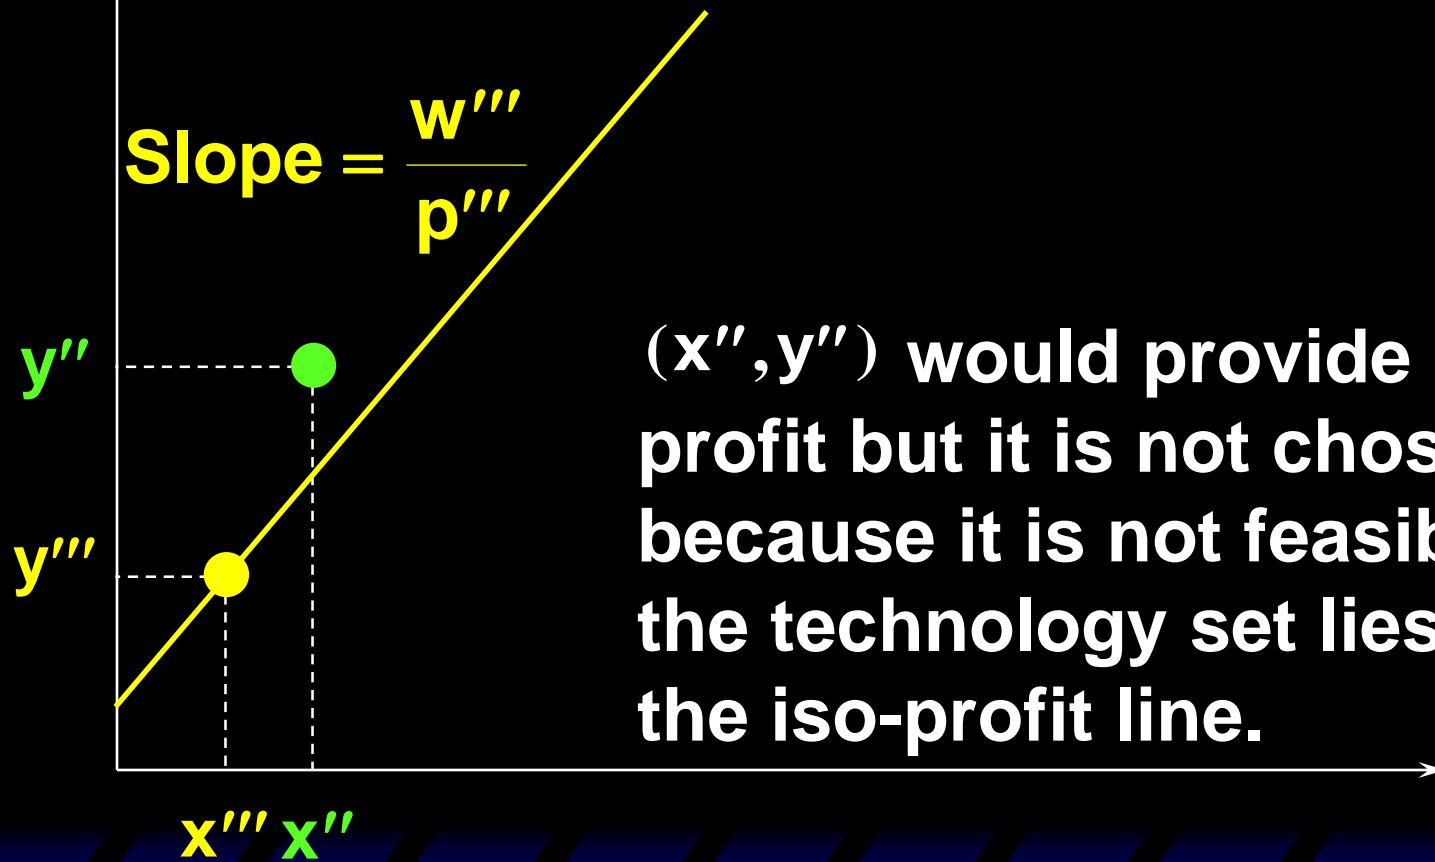 w′′′
Slope = 
p′′′
y′′
(x′′,y′′) would provide
profit but it is not chos
because it is not feasib
y′′′
the technology set lies
the iso-profit line.
x′′′ x′′